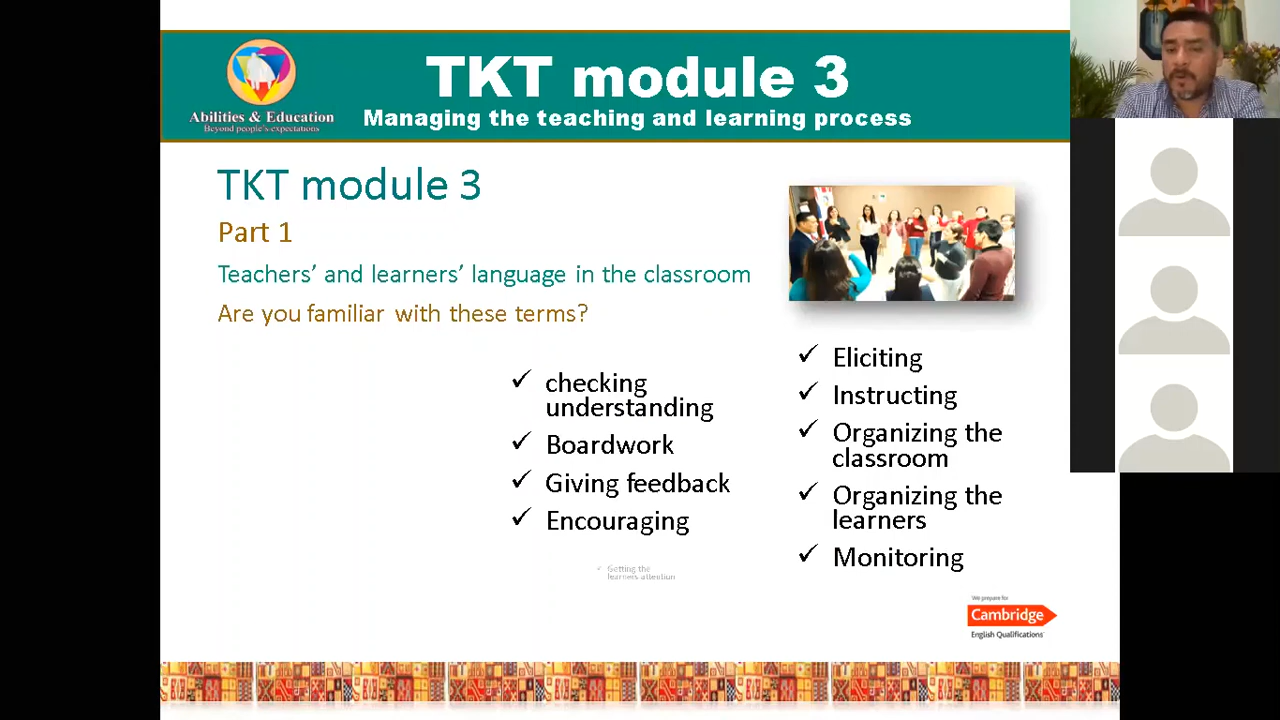 TKT module 3
Managing the teaching and learning process
Abilities & Education
Beyond people's expectations
TKT module 3
Part 1
Teachers' and learners' language in the classroom
Are you familiar with these terms?
checking
understanding
Boardwork
Giving feedback
Encouraging
Getting the
learners attention
Eliciting
Instructing
Organizing the
classroom
Organizing the
learners
Monitoring
We prepare for
Cambridge
English Qualifications